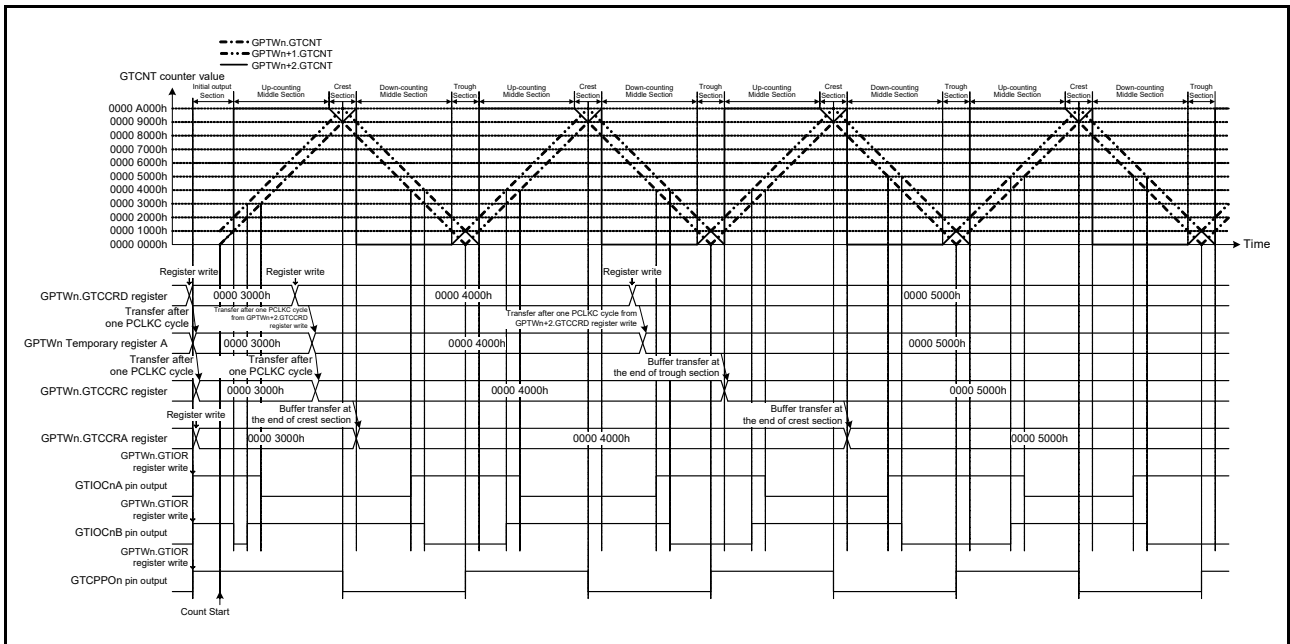 GPTWn.GTCNT
GPTWn+1.GTCNT
GPTWn+2.GTCNT
GTCNT counter value
Initial output Section
Up-counting Middle Section
Crest Section
Down-counting Middle Section
Trough Section
Up-counting Middle Section
Crest Section
Down-counting Middle Section
Trough Section
Up-counting Middle Section
Crest Section
Down-counting Middle Section
Trough Section
Up-counting Middle Section
Crest Section
Down-counting Middle Section
Trough Section
0000 A000h
0000 9000h
0000 8000h
0000 7000h
0000 6000h
0000 5000h
0000 4000h
0000 3000h
0000 2000h
0000 1000h
0000 0000h
Time
Register write
Register write
Register write
GPTWn.GTCCRD register
0000 3000h
0000 4000h
0000 5000h
Transfer after
one PCLKC cycle
Transfer after one PCLKC cycle
from GPTWn+2.GTCCRD
register write
Transfer after one PCLKC cycle from
GPTWn+2.GTCCRD register write
GPTWn Temporary register A
0000 3000h
0000 4000h
0000 5000h
Transfer after
one PCLKC cycle
Transfer after
one PCLKC cycle
Buffer transfer at
the end of trough section
GPTWn.GTCCRC register
0000 3000h
0000 4000h
0000 5000h
Register write
Buffer transfer at
the end of crest section
Buffer transfer at
the end of crest section
GPTWn.GTCCRA register
0000 3000h
0000 4000h
0000 5000h
GPTWn.GTIOR
register write
GTIOCnA pin output
GPTWn.GTIOR
register write
GTIOCnB pin output
GPTWn.GTIOR
register write
GTCPPOn pin output
Count Start